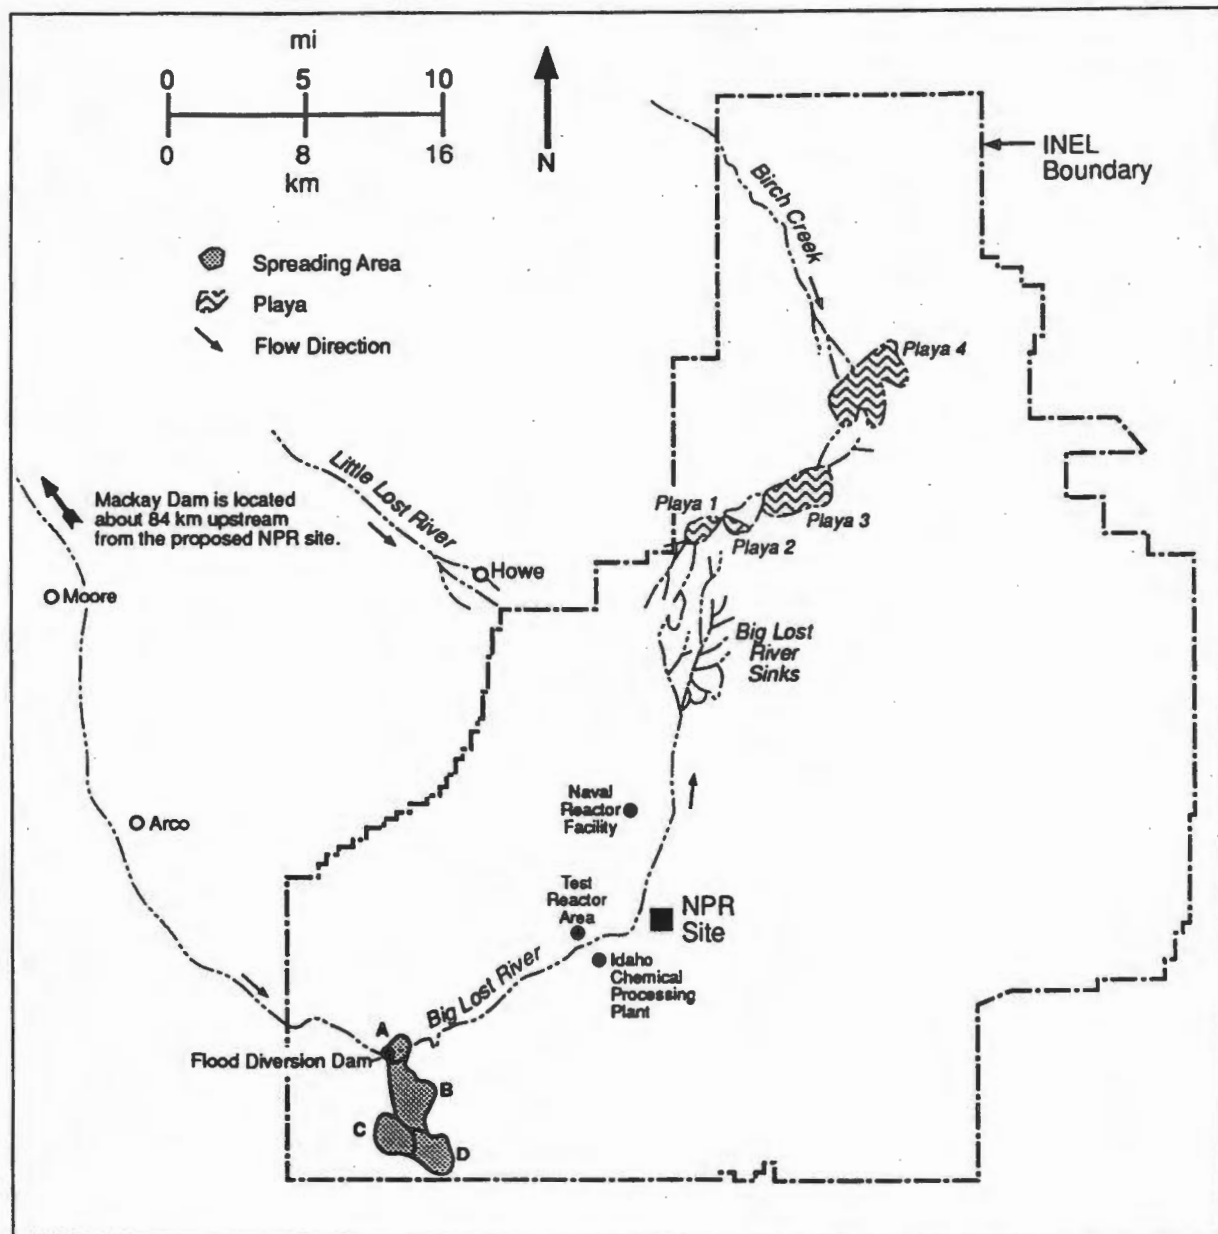 mi
0 5 10
0 8 16
km
N
INEL
Boundary
Birch Creek
Spreading Area
Playa
Flow Direction
Playa 4
Little Lost River
Mackay Dam is located
about 84 km upstream
from the proposed NPR site.
Playa 1
Playa 3
Playa 2
Howe
Moore
Big Lost
River
Sinks
Naval
Reactor
Facility
Arco
Test
Reactor
Area
NPR
Site
Idaho
Chemical
Processing
Plant
Big Lost River
A
Flood Diversion Dam
B
C
D